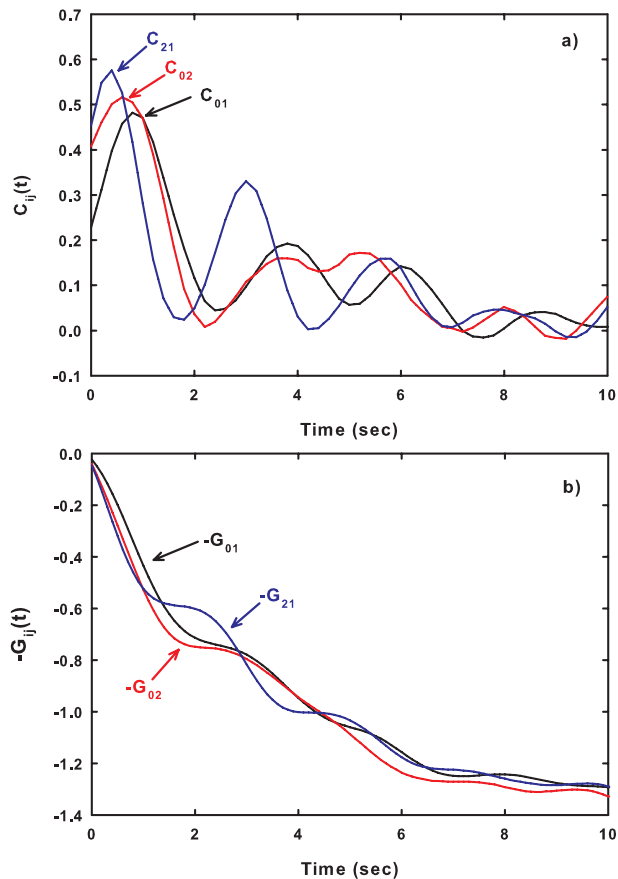 0.7
a)
C21
0.6
C02
0.5
C01
0.4
Cij(t)
0.3
0.2
0.1
0.0
-0.1
0 2 4 6 8 10
Time (sec)
0.0
b)
-0.2
-G01
-0.4
-G21
-0.6
-Gij(t)
-0.8
-G02
-1.0
-1.2
-1.4
0 2 4 6 8 10
Time (sec)